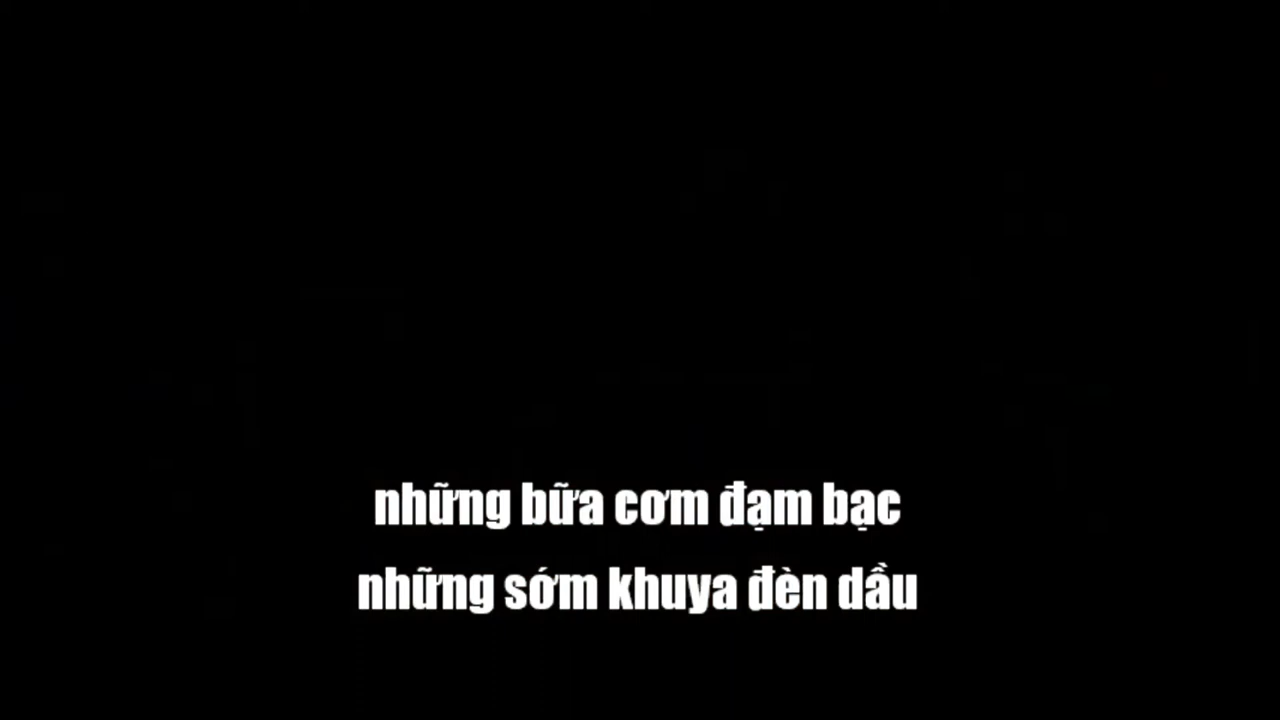 những bữa cơm đạm bạc
những sớm khuya đèn dầu